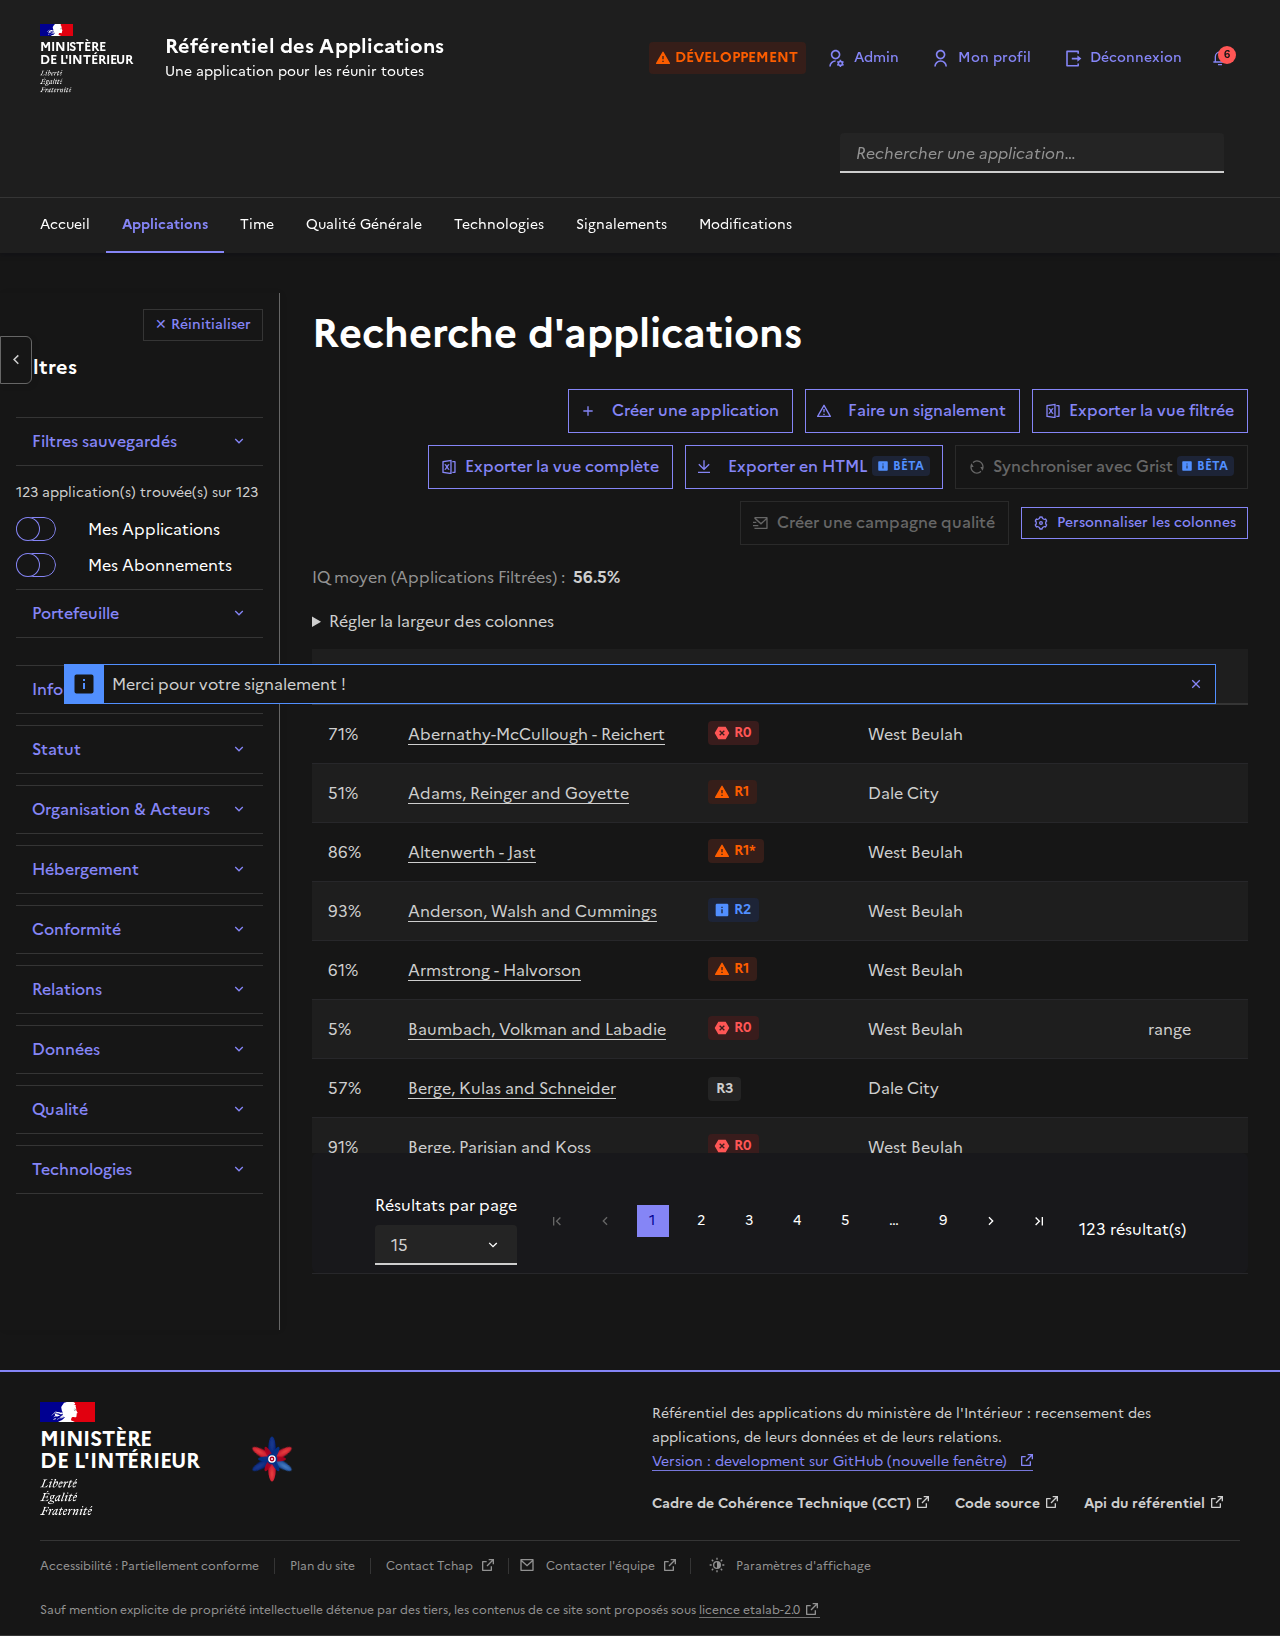 MINISTÈRE
DE L'INTÉRIEUR
Liberté
Égalité
Fraternité
Référentiel des Applications
Une application pour les réunir toutes
DÉVELOPPEMENT
Admin
Mon profil
Déconnexion
6
Rechercher une application…
Accueil
Applications
Time
Qualité Générale
Technologies
Signalements
Modifications
Réinitialiser
ltres
Filtres sauvegardés
123 application(s) trouvée(s) sur 123
Mes Applications
Mes Abonnements
Portefeuille
Info
Statut
Organisation & Acteurs
Hébergement
Conformité
Relations
Données
Qualité
Technologies
Recherche d'applications
Créer une application
Faire un signalement
Exporter la vue filtrée
Exporter la vue complète
Exporter en HTML BÊTA
Synchroniser avec Grist BÊTA
Créer une campagne qualité
Personnaliser les colonnes
IQ moyen (Applications Filtrées) : 56.5%
Régler la largeur des colonnes
Merci pour votre signalement !
71% Abernathy-McCullough - Reichert R0 West Beulah
51% Adams, Reinger and Goyette R1 Dale City
86% Altenwerth - Jast R1* West Beulah
93% Anderson, Walsh and Cummings R2 West Beulah
61% Armstrong - Halvorson R1 West Beulah
5% Baumbach, Volkman and Labadie R0 West Beulah range
57% Berge, Kulas and Schneider R3 Dale City
91% Berge, Parisian and Koss R0 West Beulah
Résultats par page
15
1 2 3 4 5 … 9
123 résultat(s)
MINISTÈRE
DE L'INTÉRIEUR
Liberté
Égalité
Fraternité
Référentiel des applications du ministère de l'Intérieur : recensement des
applications, de leurs données et de leurs relations.
Version : development sur GitHub (nouvelle fenêtre)
Cadre de Cohérence Technique (CCT)
Code source
Api du référentiel
Accessibilité : Partiellement conforme
Plan du site
Contact Tchap
Contacter l'équipe
Paramètres d'affichage
Sauf mention explicite de propriété intellectuelle détenue par des tiers, les contenus de ce site sont proposés sous licence etalab-2.0